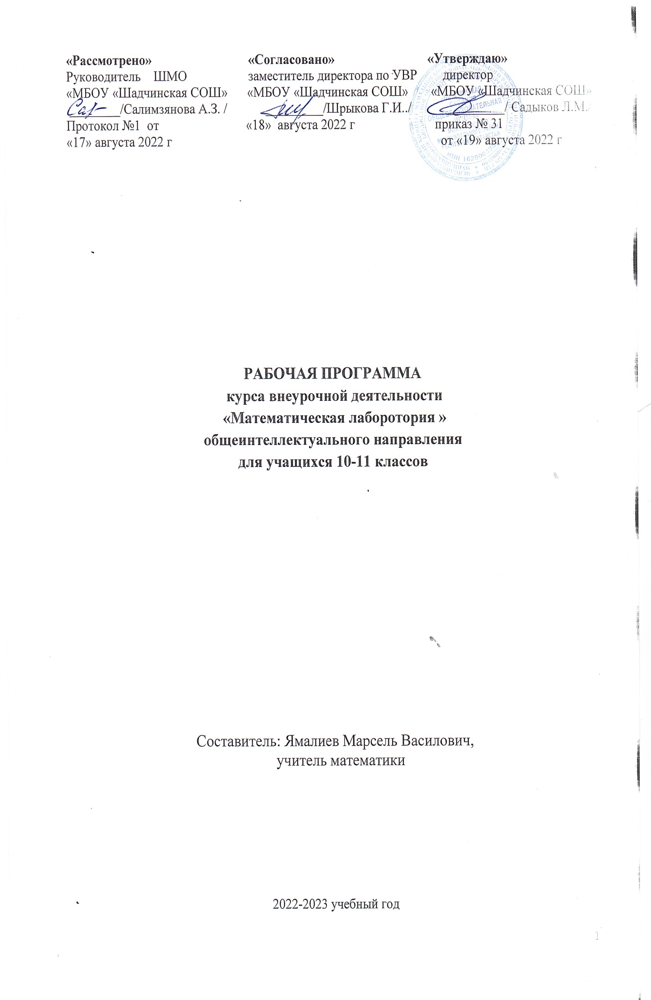 «Рассмотрено»
Руководитель ШМО
«МБОУ «Шадчинская СОШ»
/Салимзянова А.З. /
Протокол №1 от
«17» августа 2022 г
«Согласовано»
заместитель директора по УВР
«МБОУ «Шадчинская СОШ»
/Шрыкова Г.И../
«18» августа 2022 г
«Утверждаю»
директор
«МБОУ «Шадчинская СОШ»
/ Садыков Л.М./
приказ № 31
от «19» августа 2022 г
РАБОЧАЯ ПРОГРАММА
курса внеурочной деятельности
«Математическая лаборотория »
общеинтеллектуального направления
для учащихся 10-11 классов
Составитель: Ямалиев Марсель Василович,
учитель математики
2022-2023 учебный год
1